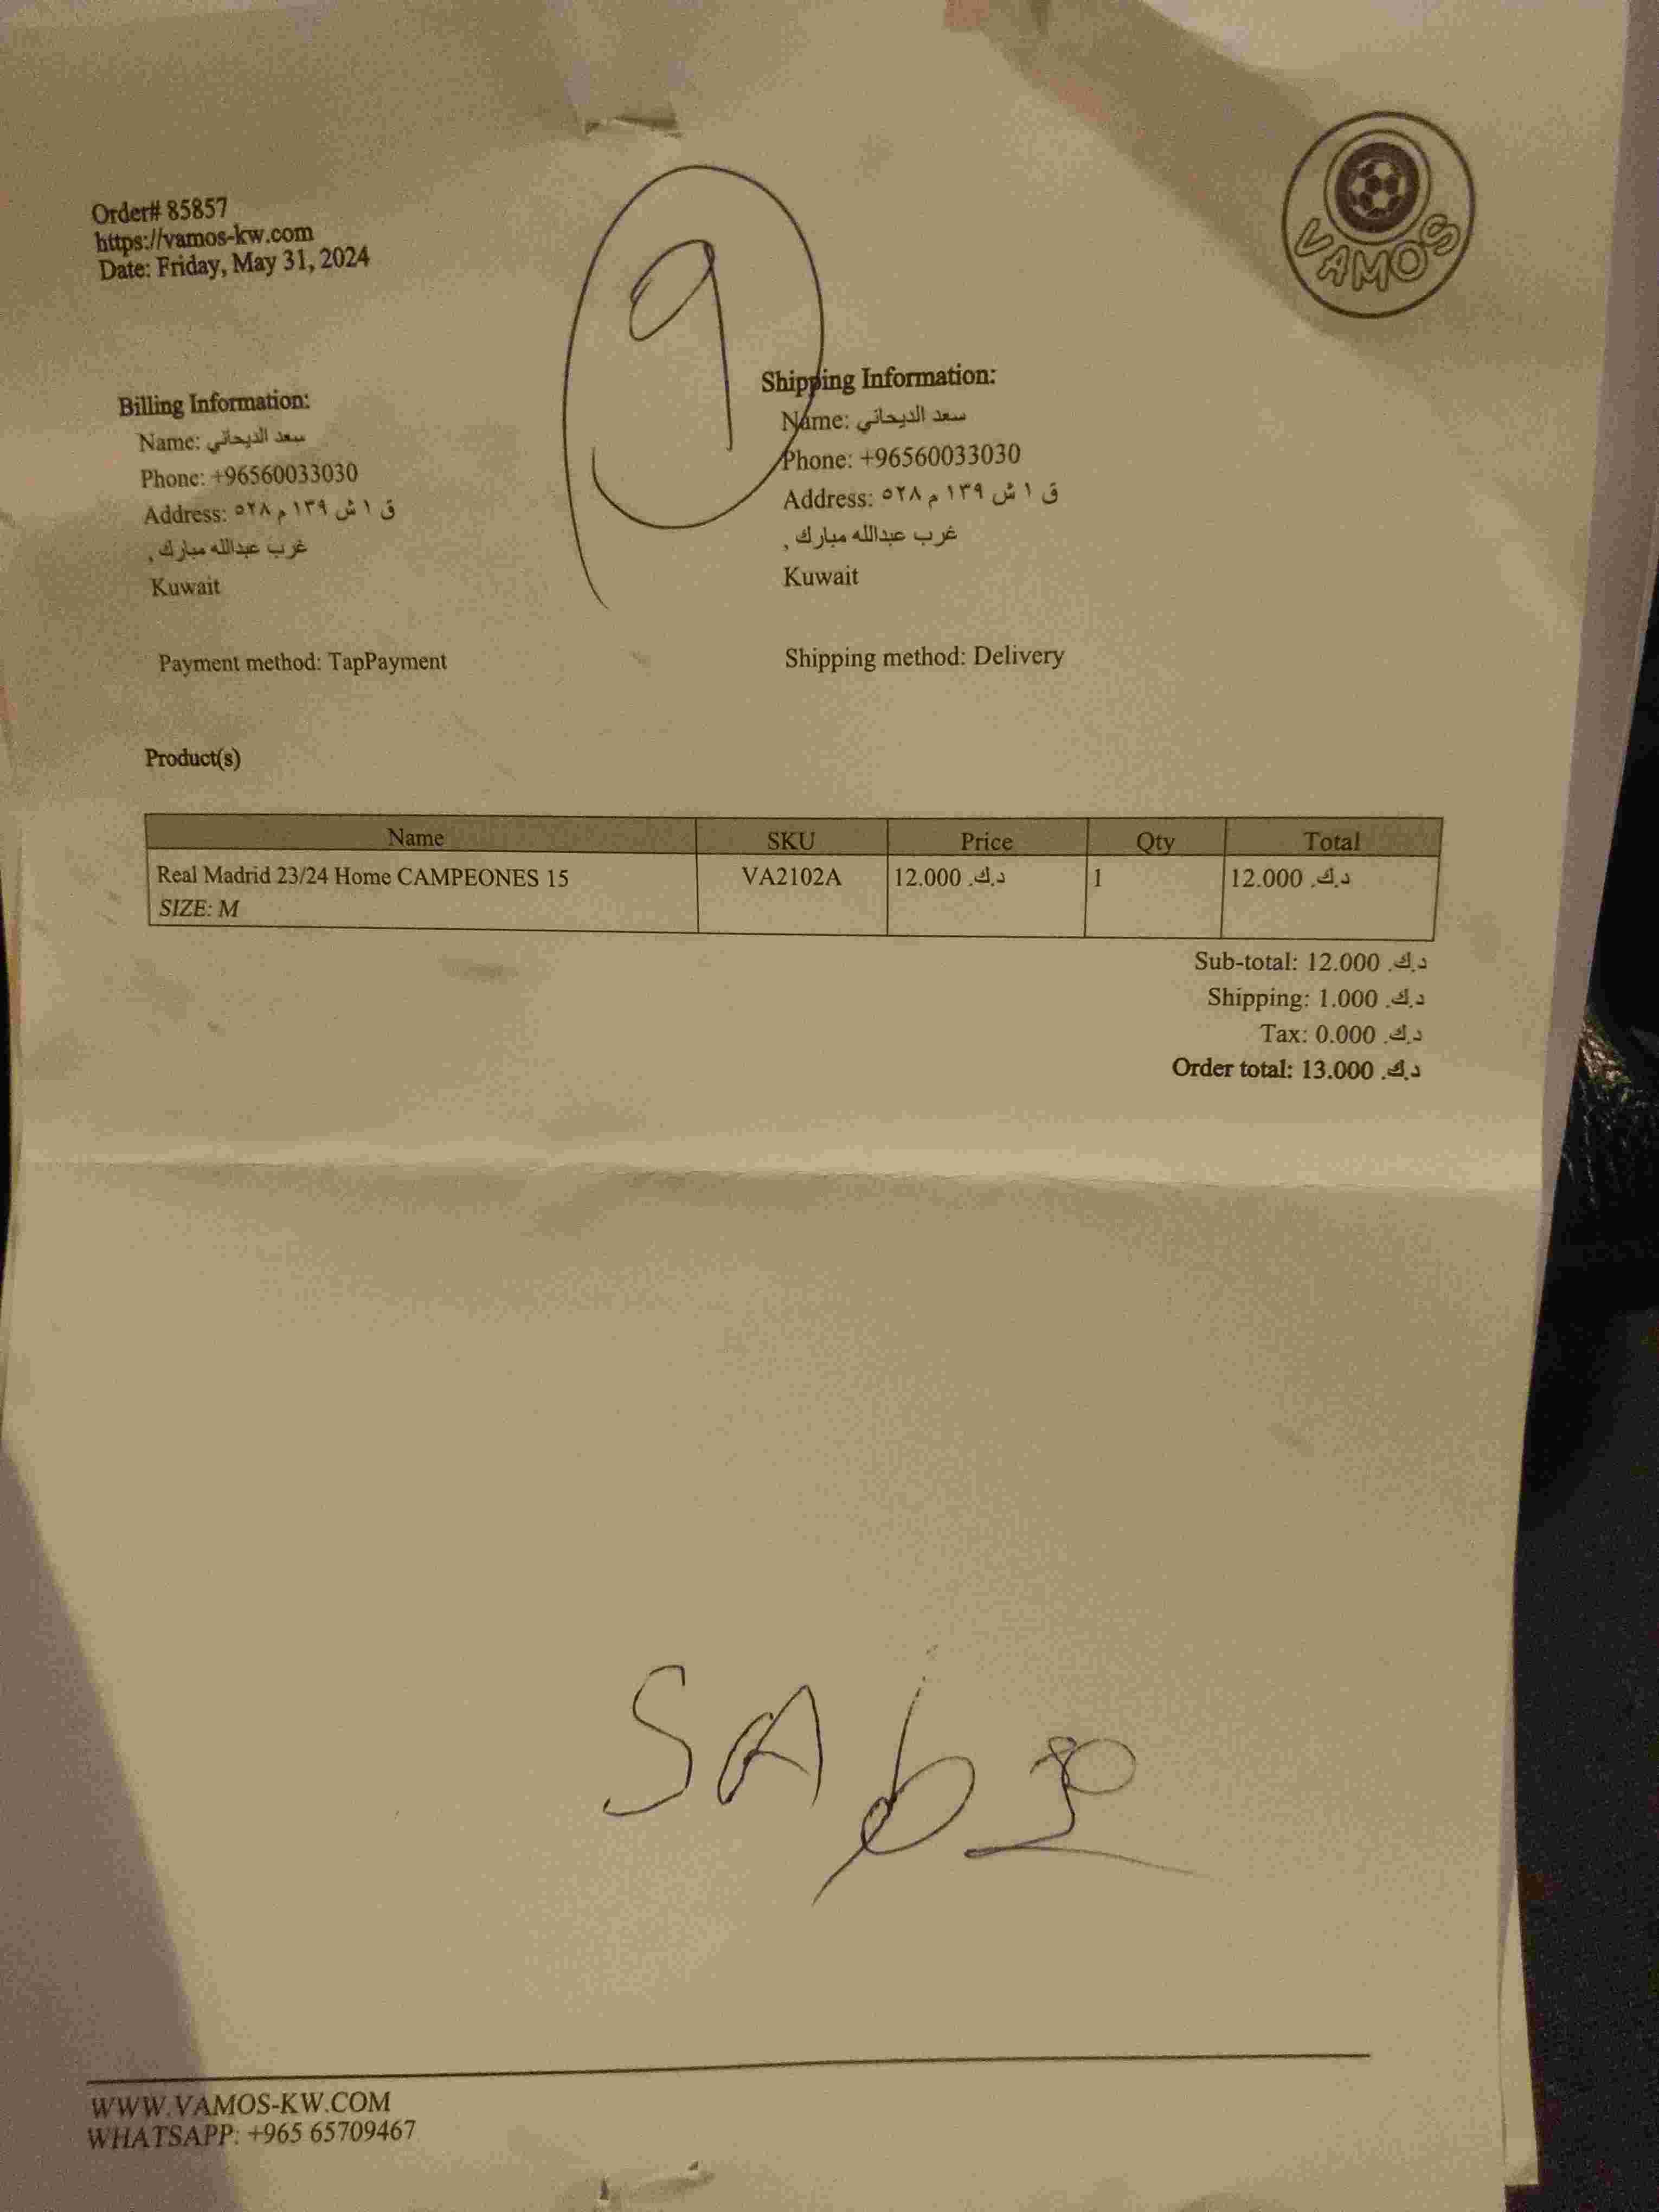 Order# 85857
https://vamos-kw.com
Date: Friday, May 31, 2024
VAMOS
9
Billing Information:
Name: سعد الديحاني
Phone: +96560033030
Address: ق ١ ش ١٣٩ م ٥٢٨
غرب عبدالله مبارك ,
Kuwait
Payment method: TapPayment
Shipping Information:
Name: سعد الديحاني
Phone: +96560033030
Address: ق ١ ش ١٣٩ م ٥٢٨
غرب عبدالله مبارك ,
Kuwait
Shipping method: Delivery
Product(s)
Name SKU Price Qty Total
Real Madrid 23/24 Home CAMPEONES 15 VA2102A 12.000 د.ك. 1 12.000 د.ك.
SIZE: M
Sub-total: 12.000 د.ك.
Shipping: 1.000 د.ك.
Tax: 0.000 د.ك.
Order total: 13.000 د.ك.
WWW.VAMOS-KW.COM
WHATSAPP: +965 65709467